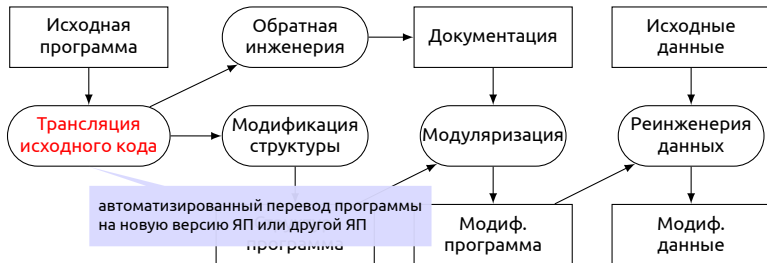 Исходная
программа
Обратная
инженерия
Документация
Исходные
данные
Трансляция
исходного кода
Модификация
структуры
Модуляризация
Реинженерия
данных
автоматизированный перевод программы
на новую версию ЯП или другой ЯП
программа
Модиф.
программа
Модиф.
данные